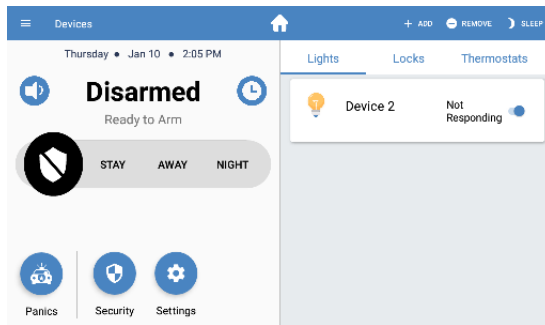 Devices
+ ADD REMOVE SLEEP
Thursday ● Jan 10 ● 2:05 PM
Disarmed
Ready to Arm
STAY AWAY NIGHT
Panics Security Settings
Lights Locks Thermostats
Device 2
Not
Responding